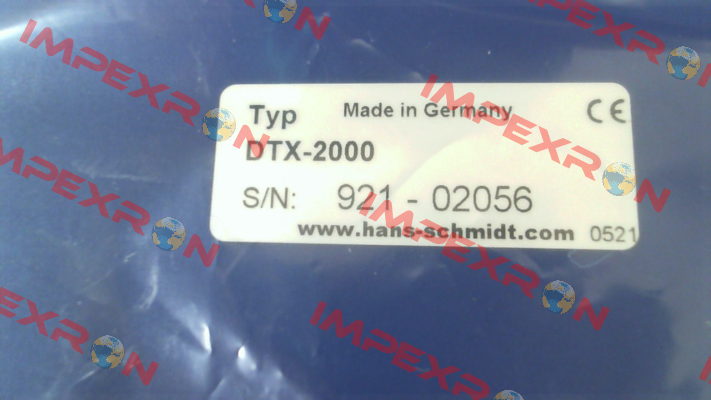 Typ Made in Germany CE
DTX-2000
S/N: 921 - 02056
www.hans-schmidt.com 0521
IMPEXRON
IMPEXRON
IMPEXRON
IMPEXRON
IMPEXRON
IMPEXRON